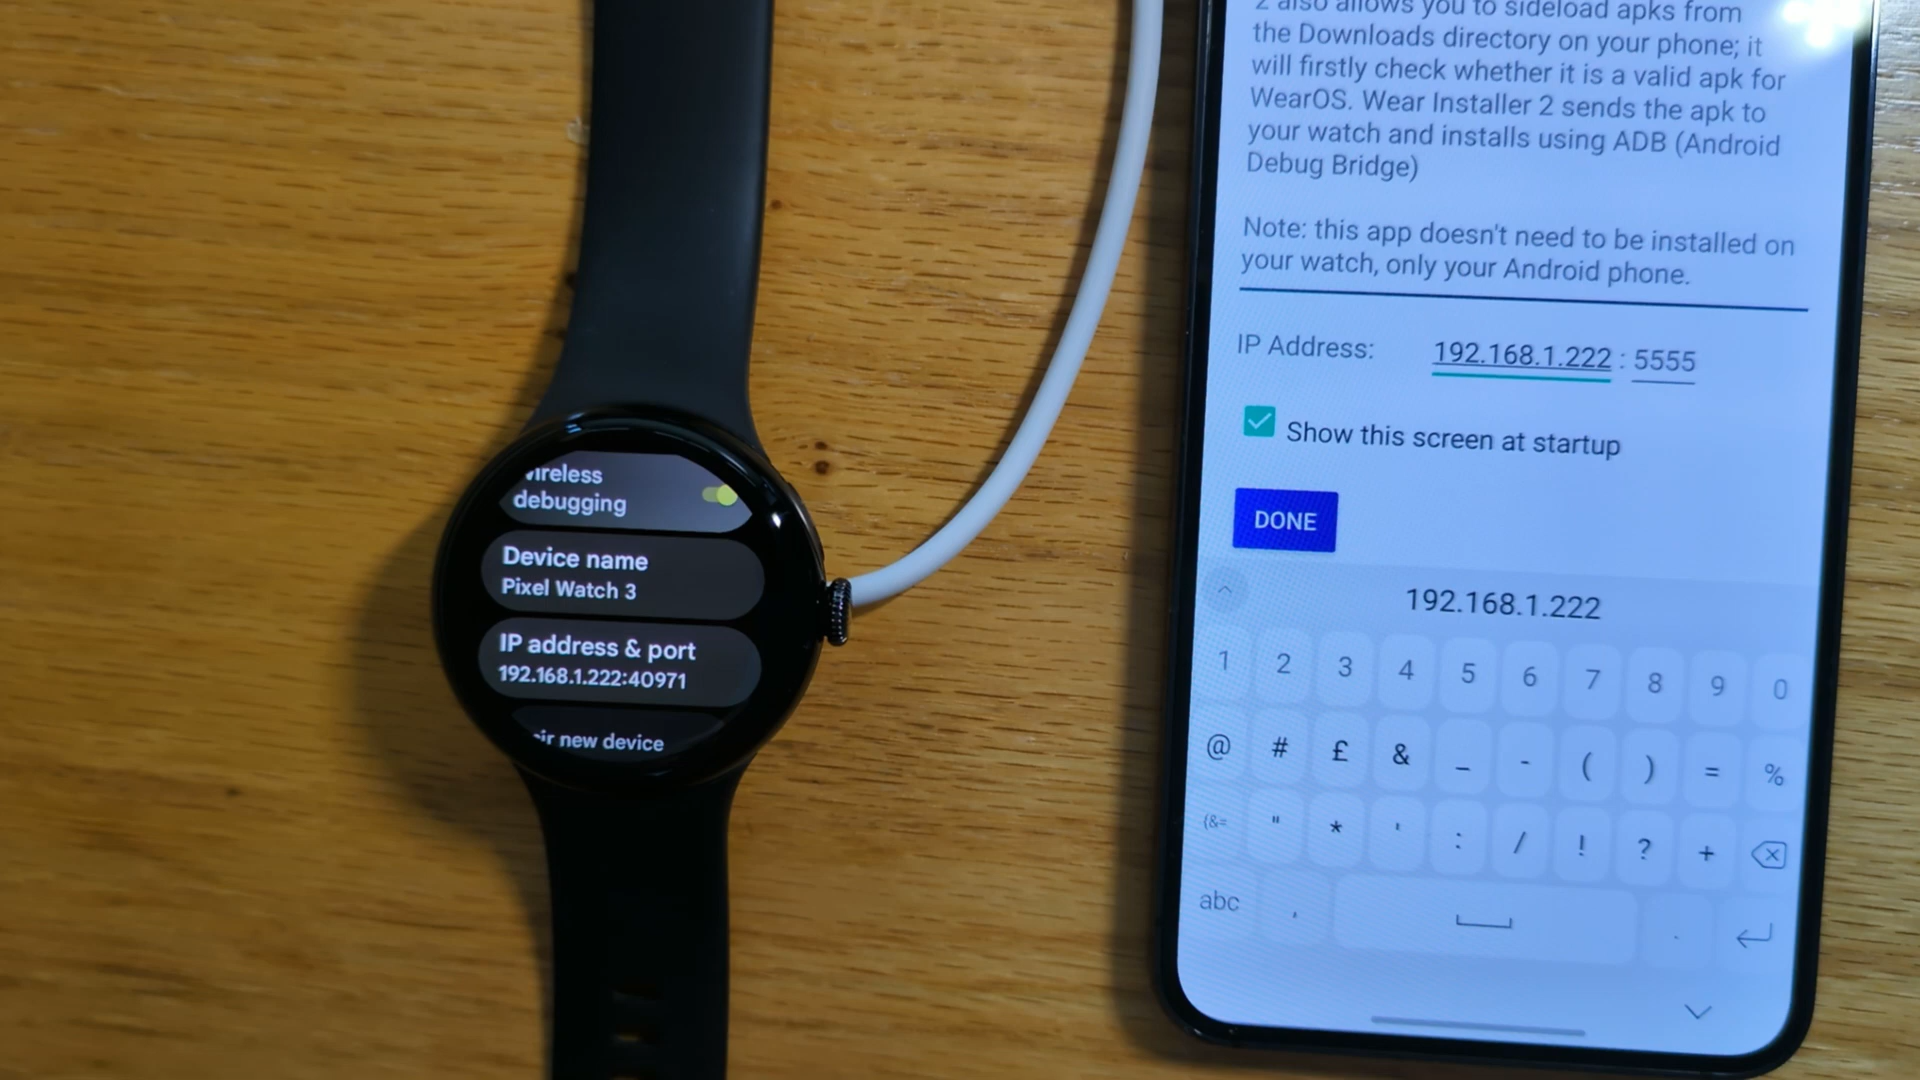 debugging
Device name
Pixel Watch 3
IP address & port
192.168.1.222:40971
new device
2 also allows you to sideload apks from
the Downloads directory on your phone; it
will firstly check whether it is a valid apk for
WearOS. Wear Installer 2 sends the apk to
your watch and installs using ADB (Android
Debug Bridge)
Note: this app doesn't need to be installed on
your watch, only your Android phone.
IP Address: 192.168.1.222 : 5555
Show this screen at startup
DONE
192.168.1.222
1 2 3 4 5 6 7 8 9 0
@ # £ & _ - ( ) = %
(&= " * ' : / ! ? +
abc , .